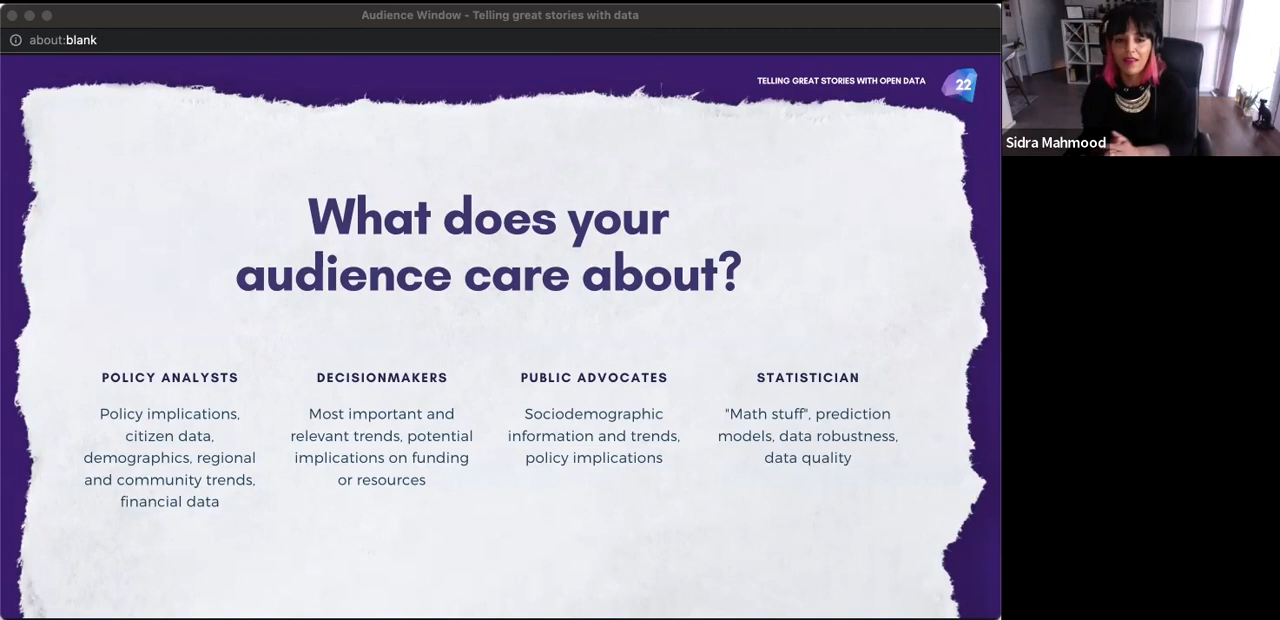 Audience Window - Telling great stories with data
about:blank
TELLING GREAT STORIES WITH OPEN DATA
22
What does your
audience care about?
POLICY ANALYSTS
Policy implications,
citizen data,
demographics, regional
and community trends,
financial data
DECISIONMAKERS
Most important and
relevant trends, potential
implications on funding
or resources
PUBLIC ADVOCATES
Sociodemographic
information and trends,
policy implications
STATISTICIAN
"Math stuff", prediction
models, data robustness,
data quality
Sidra Mahmood